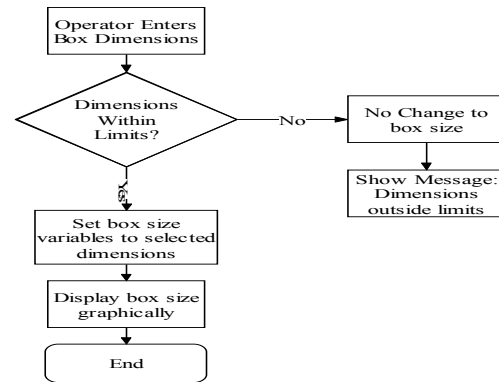 Operator Enters
Box Dimensions
Dimensions
Within
Limits?
No
No Change to
box size
Show Message:
Dimensions
outside limits
Yes
Set box size
variables to selected
dimensions
Display box size
graphically
End